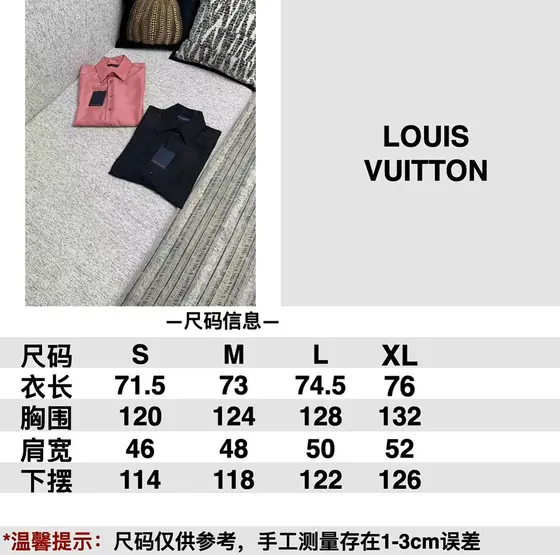 LOUIS
VUITTON
—尺码信息—
尺码 S M L XL
衣长 71.5 73 74.5 76
胸围 120 124 128 132
肩宽 46 48 50 52
下摆 114 118 122 126
*温馨提示：尺码仅供参考，手工测量存在1-3cm误差